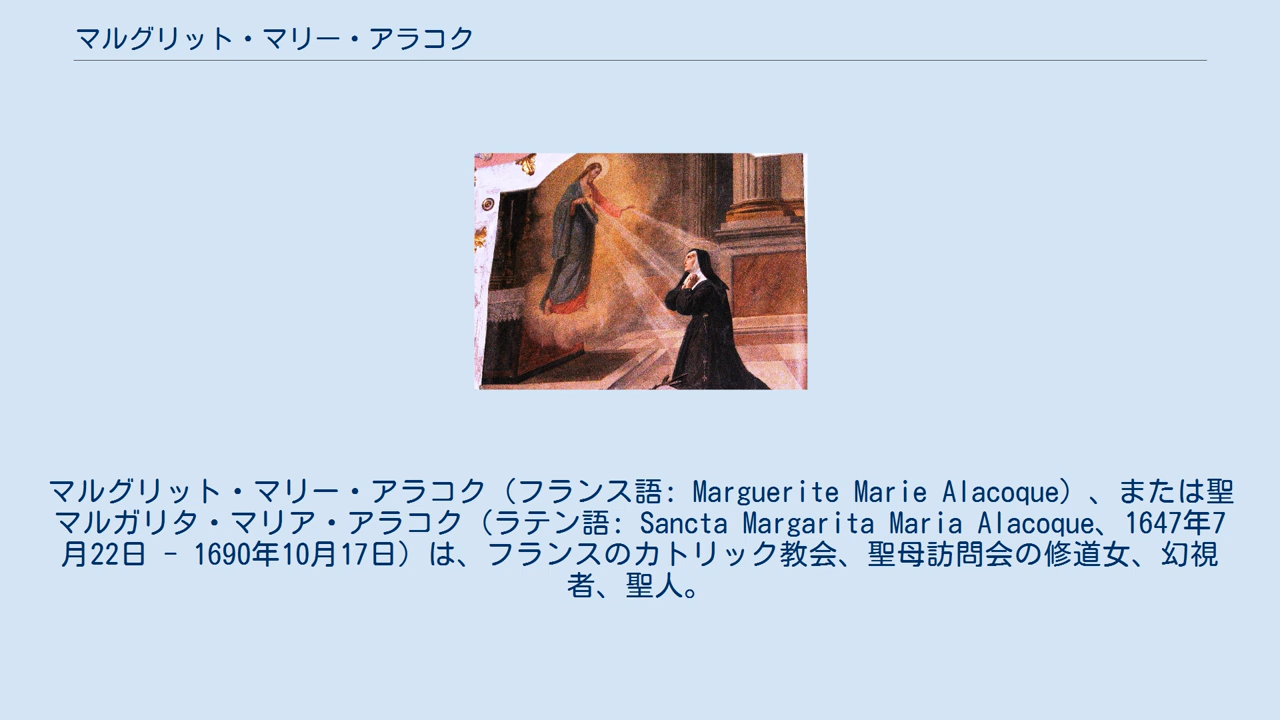 マルグリット・マリー・アラコク
マルグリット・マリー・アラコク（フランス語: Marguerite Marie Alacoque）、または聖
マルガリタ・マリア・アラコク（ラテン語: Sancta Margarita Maria Alacoque、1647年7
月22日 - 1690年10月17日）は、フランスのカトリック教会、聖母訪問会の修道女、幻視
者、聖人。